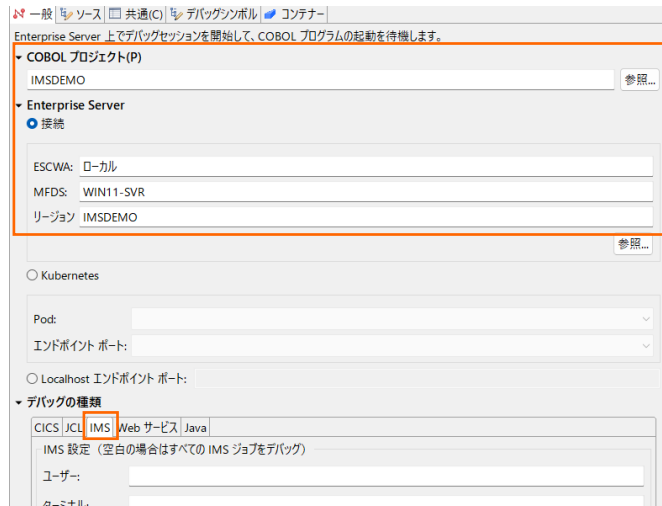 一般 ソース 共通(C) デバッグシンボル コンテナー
Enterprise Server 上でデバッグセッションを開始して、COBOL プログラムの起動を待機します。
COBOL プロジェクト(P)
IMSDEMO 参照...
Enterprise Server
接続
ESCWA: ローカル
MFDS: WIN11-SVR
リージョン IMSDEMO
参照...
Kubernetes
Pod:
エンドポイント ポート:
Localhost エンドポイント ポート:
デバッグの種類
CICS JCL IMS Web サービス Java
IMS 設定（空白の場合はすべての IMS ジョブをデバッグ）
ユーザー:
ターミナル: